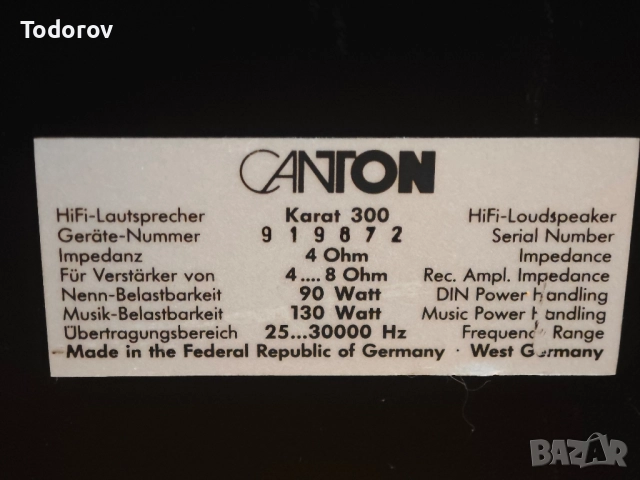 Todorov
CANTON
HiFi-Lautsprecher Karat 300 HiFi-Loudspeaker
Geräte-Nummer 919872 Serial Number
Impedanz 4 Ohm Impedance
Für Verstärker von 4....8 Ohm Rec. Ampl. Impedance
Nenn-Belastbarkeit 90 Watt DIN Power handling
Musik-Belastbarkeit 130 Watt Music Power handling
Übertragungsbereich 25...30000 Hz Frequency Range
Made in the Federal Republic of Germany · West Germany
BAZAR